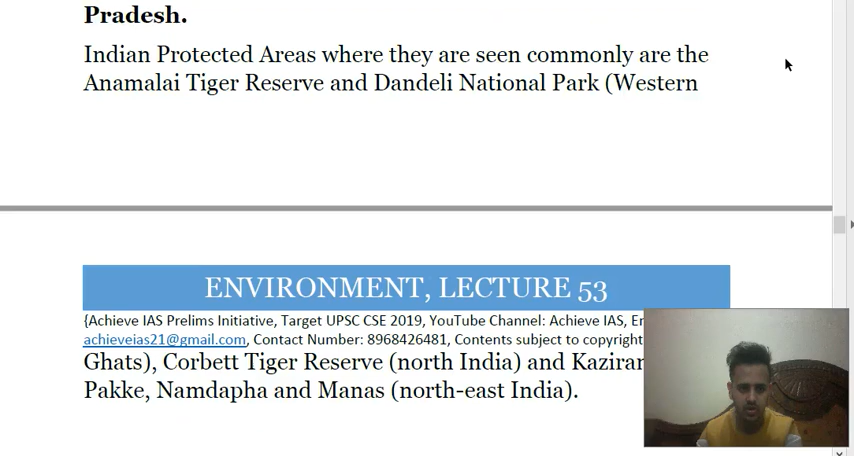 Pradesh.
Indian Protected Areas where they are seen commonly are the
Anamalai Tiger Reserve and Dandeli National Park (Western
ENVIRONMENT, LECTURE 53
{Achieve IAS Prelims Initiative, Target UPSC CSE 2019, YouTube Channel: Achieve IAS,
achieveias21@gmail.com, Contact Number: 8968426481, Contents subject to copyright
Ghats), Corbett Tiger Reserve (north India) and
Pakke, Namdapha and Manas (north-east India).